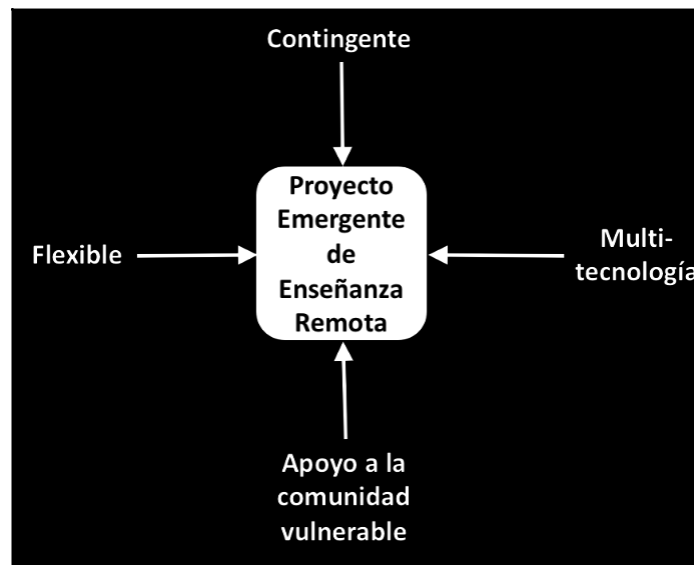 Contingente
Proyecto
Emergente
de
Enseñanza
Remota
Flexible
Multi-
tecnología
Apoyo a la
comunidad
vulnerable